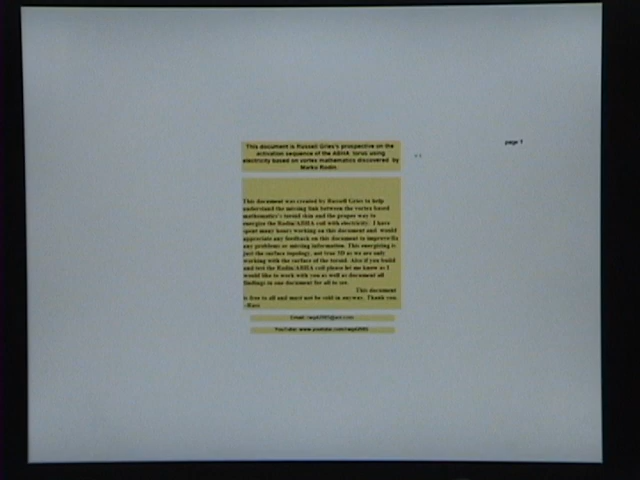 This document is Russell Gries's prospective on the
activation sequence of the ABHA torus using
electricity based on vortex mathematics discovered by
Marko Rodin.
page 1
This document was created by Russell Gries to help
understand the missing link between the vortex based
mathematics's toroid skin and the proper way to
energize the Rodin/ABHA coil with electricity. I have
spent many hours working on this document and would
appreciate any feedback on this document to improve/fix
any problems or missing information. This energizing is
just the surface topology, not true 3D as we are only
working with the surface of the toroid. Also if you build
and test the Rodin/ABHA coil please let me know as I
would like to work with you as well as document all
findings in one document for all to see.
This document
is free to all and must not be sold in anyway. Thank you.
~Russ
Email:
YouTube: